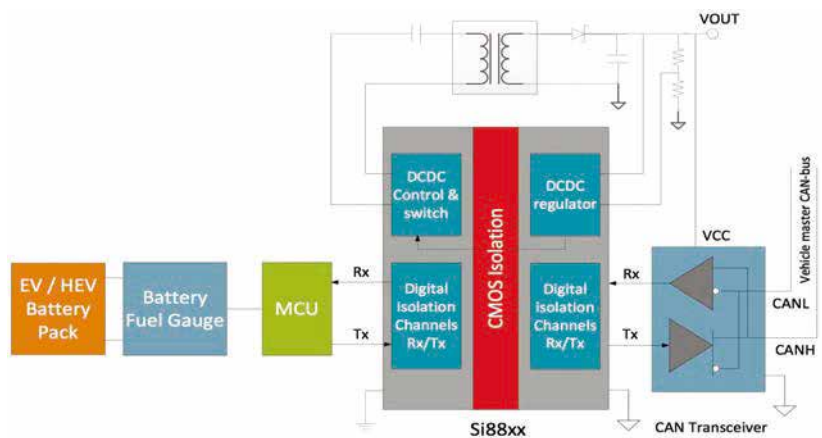 VOUT
DCDC
Control &
switch
DCDC
regulator
CMOS Isolation
Vehicle master CAN-bus
VCC
EV / HEV
Battery
Pack
Battery
Fuel Gauge
MCU
Rx
Tx
Digital
isolation
Channels
Rx/Tx
Digital
isolation
Channels
Rx/Tx
Rx
Tx
CANL
CANH
Si88xx
CAN Transceiver